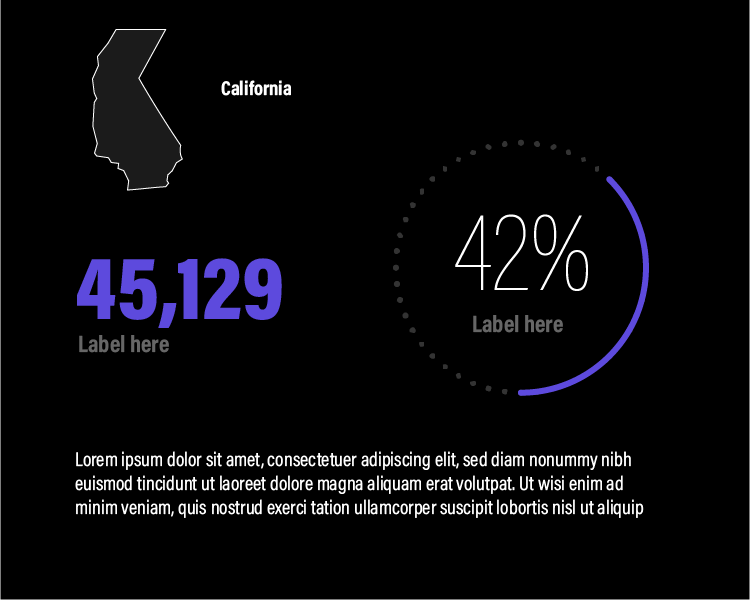 California
42%
Label here
45,129
Label here
Lorem ipsum dolor sit amet, consectetuer adipiscing elit, sed diam nonummy nibh
euismod tincidunt ut laoreet dolore magna aliquam erat volutpat. Ut wisi enim ad
minim veniam, quis nostrud exerci tation ullamcorper suscipit lobortis nisl ut aliquip